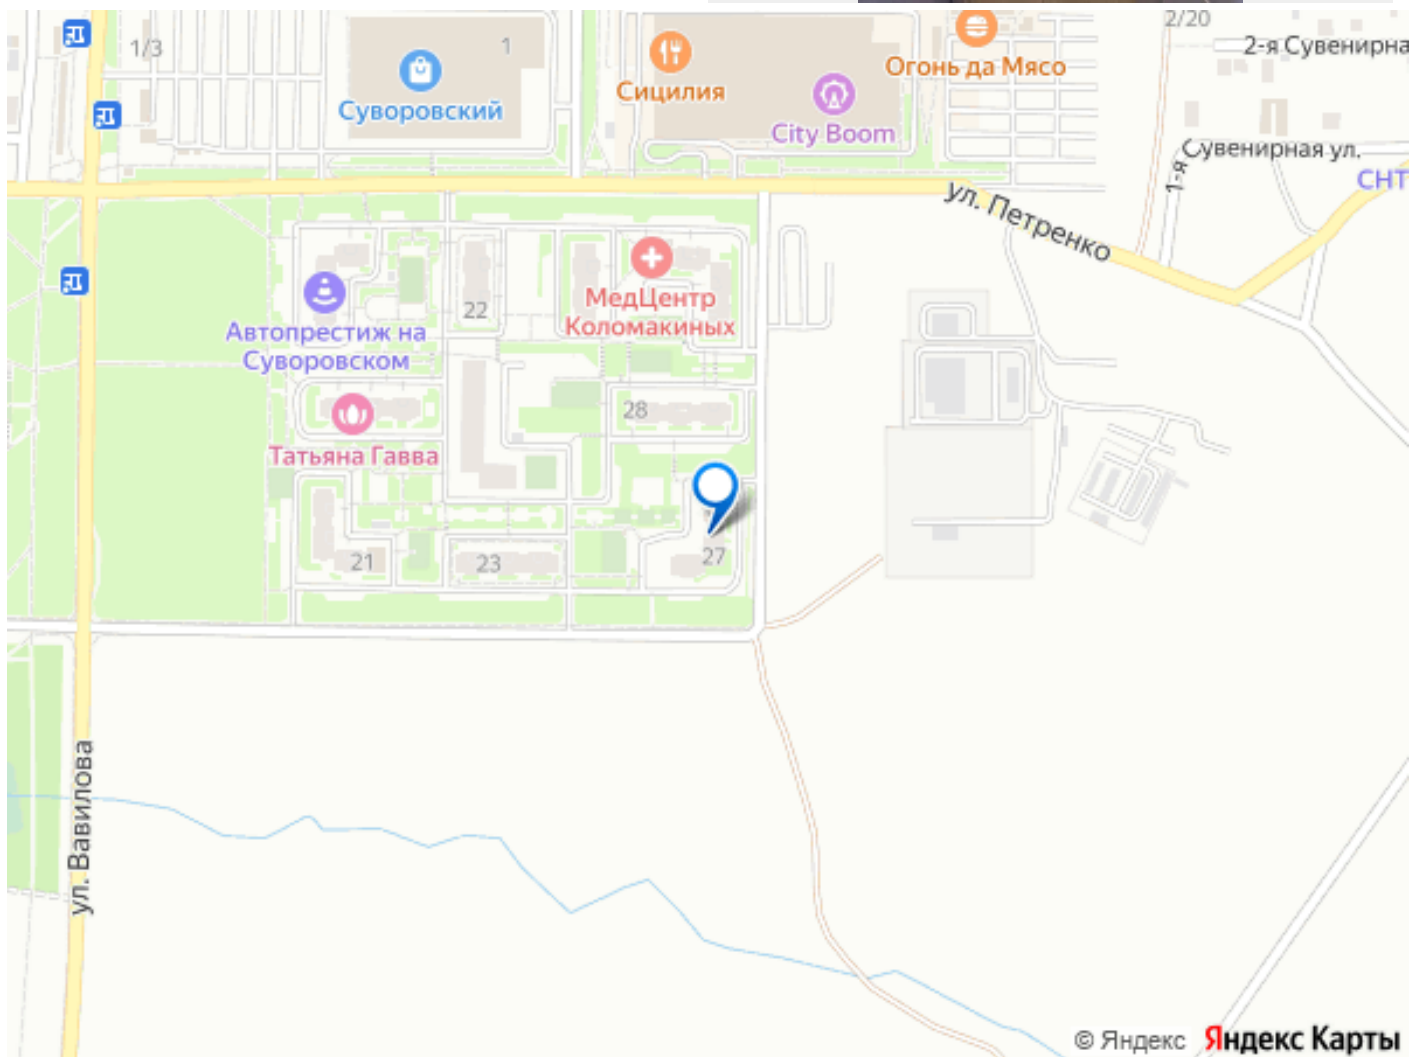 2/20
1/3
1
2-я Сувенирна
Огонь да Мясо
Сицилия
Суворовский
City Boom
1-я Сувенирная ул.
СНТ
ул. Петренко
МедЦентр
Коломакиных
22
Автопрестиж на
Суворовском
28
Татьяна Гавва
21
23
27
ул. Вавилова
© Яндекс Яндекс Карты